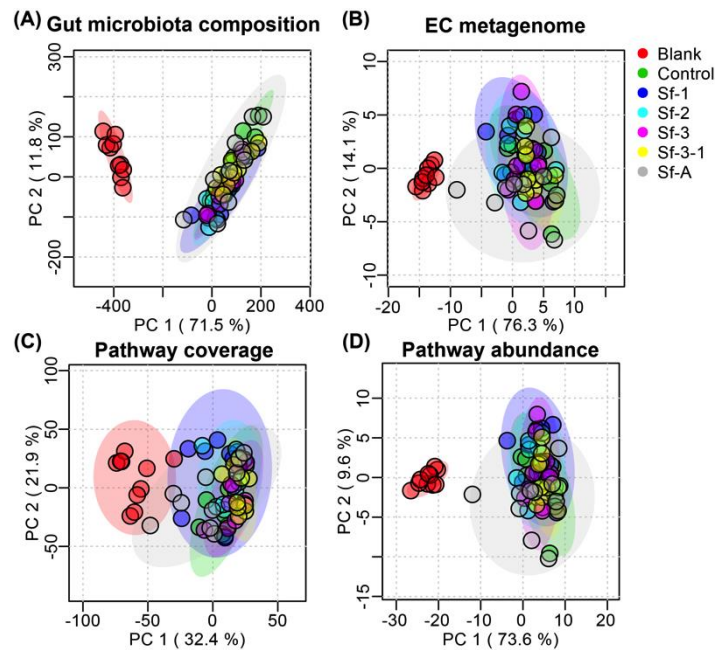 (A) Gut microbiota composition
300
100
0
-200
-400
0
200
400
PC 2 ( 11.8 %)
PC 1 ( 71.5 %)
(B) EC metagenome
10
5
0
-5
-10
-20
-10
0
5
10
PC 2 ( 14.1 %)
PC 1 ( 76.3 %)
Blank
Control
Sf-1
Sf-2
Sf-3
Sf-3-1
Sf-A
(C) Pathway coverage
100
50
0
-50
-100
-50
0
50
PC 2 ( 21.9 %)
PC 1 ( 32.4 %)
(D) Pathway abundance
10
5
0
-5
-15
-30
-20
-10
0
10
20
PC 2 ( 9.6 %)
PC 1 ( 73.6 %)